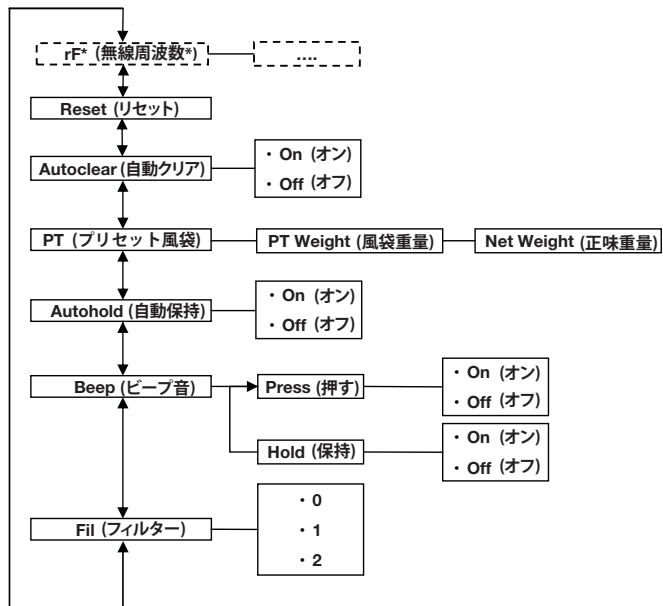 rF* (無線周波数*)
....
Reset (リセット)
Autoclear (自動クリア)
・On (オン)
・Off (オフ)
PT (プリセット風袋)
PT Weight (風袋重量)
Net Weight (正味重量)
Autohold (自動保持)
・On (オン)
・Off (オフ)
Beep (ビープ音)
Press (押す)
・On (オン)
・Off (オフ)
Hold (保持)
・On (オン)
・Off (オフ)
Fil (フィルター)
・0
・1
・2